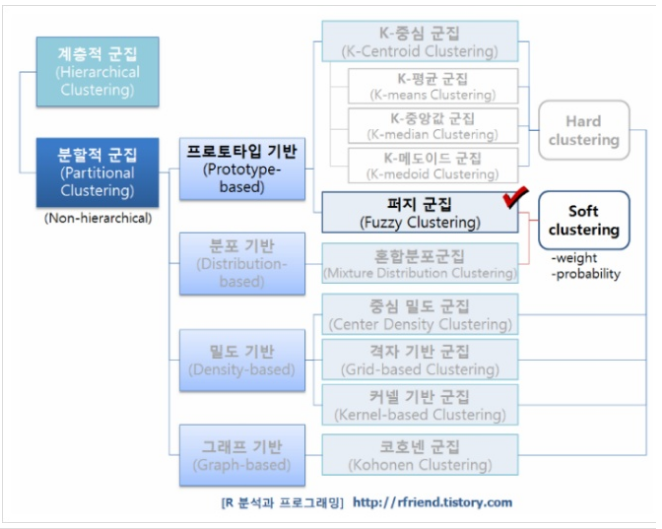 계층적 군집
(Hierarchical
Clustering)
분할적 군집
(Partitional
Clustering)
(Non-hierarchical)
프로토타입 기반
(Prototype-
based)
분포 기반
(Distribution-
based)
밀도 기반
(Density-based)
그래프 기반
(Graph-based)
K-중심 군집
(K-Centroid Clustering)
K-평균 군집
(K-means Clustering)
K-중앙값 군집
(K-median Clustering)
K-메도이드 군집
(K-medoid Clustering)
퍼지 군집
(Fuzzy Clustering)
혼합분포군집
(Mixture Distribution Clustering)
중심 밀도 군집
(Center Density Clustering)
격자 기반 군집
(Grid-based Clustering)
커널 기반 군집
(Kernel-based Clustering)
코호넨 군집
(Kohonen Clustering)
Hard
clustering
Soft
clustering
-weight
-probability
[R 분석과 프로그래밍] http://rfriend.tistory.com